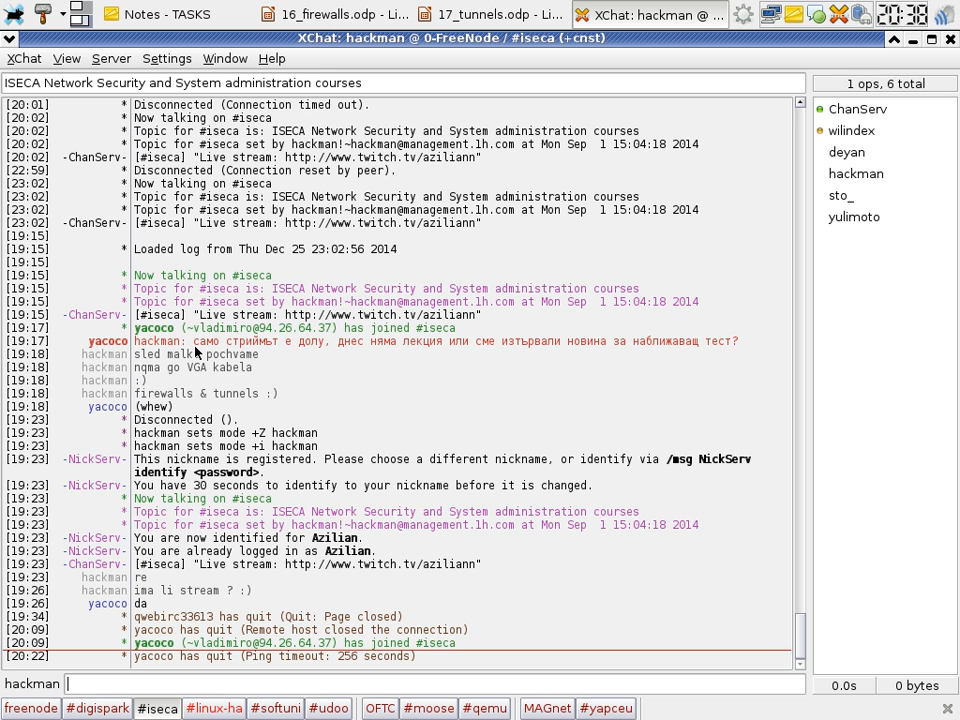 Notes - TASKS
16_firewalls.odp - Li...
17_tunnels.odp - Li...
XChat: hackman @ ...
20:38
XChat: hackman @ 0-FreeNode / #iseca (+cnst)
XChat View Server Settings Window Help
ISECA Network Security and System administration courses
1 ops, 6 total
[20:01] * Disconnected (Connection timed out).
[20:02] * Now talking on #iseca
[20:02] * Topic for #iseca is: ISECA Network Security and System administration courses
[20:02] * Topic for #iseca set by hackman!~hackman@management.1h.com at Mon Sep 1 15:04:18 2014
[20:02] -ChanServ- [#iseca] "Live stream: http://www.twitch.tv/aziliann"
[22:59] * Disconnected (Connection reset by peer).
[23:02] * Now talking on #iseca
[23:02] * Topic for #iseca is: ISECA Network Security and System administration courses
[23:02] * Topic for #iseca set by hackman!~hackman@management.1h.com at Mon Sep 1 15:04:18 2014
[23:02] -ChanServ- [#iseca] "Live stream: http://www.twitch.tv/aziliann"
[19:15]
[19:15] * Loaded log from Thu Dec 25 23:02:56 2014
[19:15]
[19:15] * Now talking on #iseca
[19:15] * Topic for #iseca is: ISECA Network Security and System administration courses
[19:15] * Topic for #iseca set by hackman!~hackman@management.1h.com at Mon Sep 1 15:04:18 2014
[19:15] -ChanServ- [#iseca] "Live stream: http://www.twitch.tv/aziliann"
[19:17] * yacoco (~vladimiro@94.26.64.37) has joined #iseca
[19:17] yacoco hackman: само стриймът е долу, днес няма лекция или сме изтървали новина за наближаващ тест?
[19:18] hackman sled malk pochvame
[19:18] hackman nqma go VGA kabela
[19:18] hackman :)
[19:18] hackman firewalls & tunnels :)
[19:18] yacoco (whew)
[19:23] * Disconnected ().
[19:23] * hackman sets mode +Z hackman
[19:23] * hackman sets mode +i hackman
[19:23] -NickServ- This nickname is registered. Please choose a different nickname, or identify via /msg NickServ
identify <password>.
[19:23] -NickServ- You have 30 seconds to identify to your nickname before it is changed.
[19:23] * Now talking on #iseca
[19:23] * Topic for #iseca is: ISECA Network Security and System administration courses
[19:23] * Topic for #iseca set by hackman!~hackman@management.1h.com at Mon Sep 1 15:04:18 2014
[19:23] -NickServ- You are now identified for Azilian.
[19:23] -NickServ- You are already logged in as Azilian.
[19:23] -ChanServ- [#iseca] "Live stream: http://www.twitch.tv/aziliann"
[19:23] hackman re
[19:26] hackman ima li stream ? :)
[19:26] yacoco da
[19:34] * qwebirc33613 has quit (Quit: Page closed)
[20:09] * yacoco has quit (Remote host closed the connection)
[20:09] * yacoco (~vladimiro@94.26.64.37) has joined #iseca
[20:22] * yacoco has quit (Ping timeout: 256 seconds)
ChanServ
wilindex
deyan
hackman
sto_
yulimoto
hackman
0.0s
0 bytes
freenode #digispark #iseca #linux-ha #softuni #udoo OFTC #moose #qemu MAGnet #yapceu